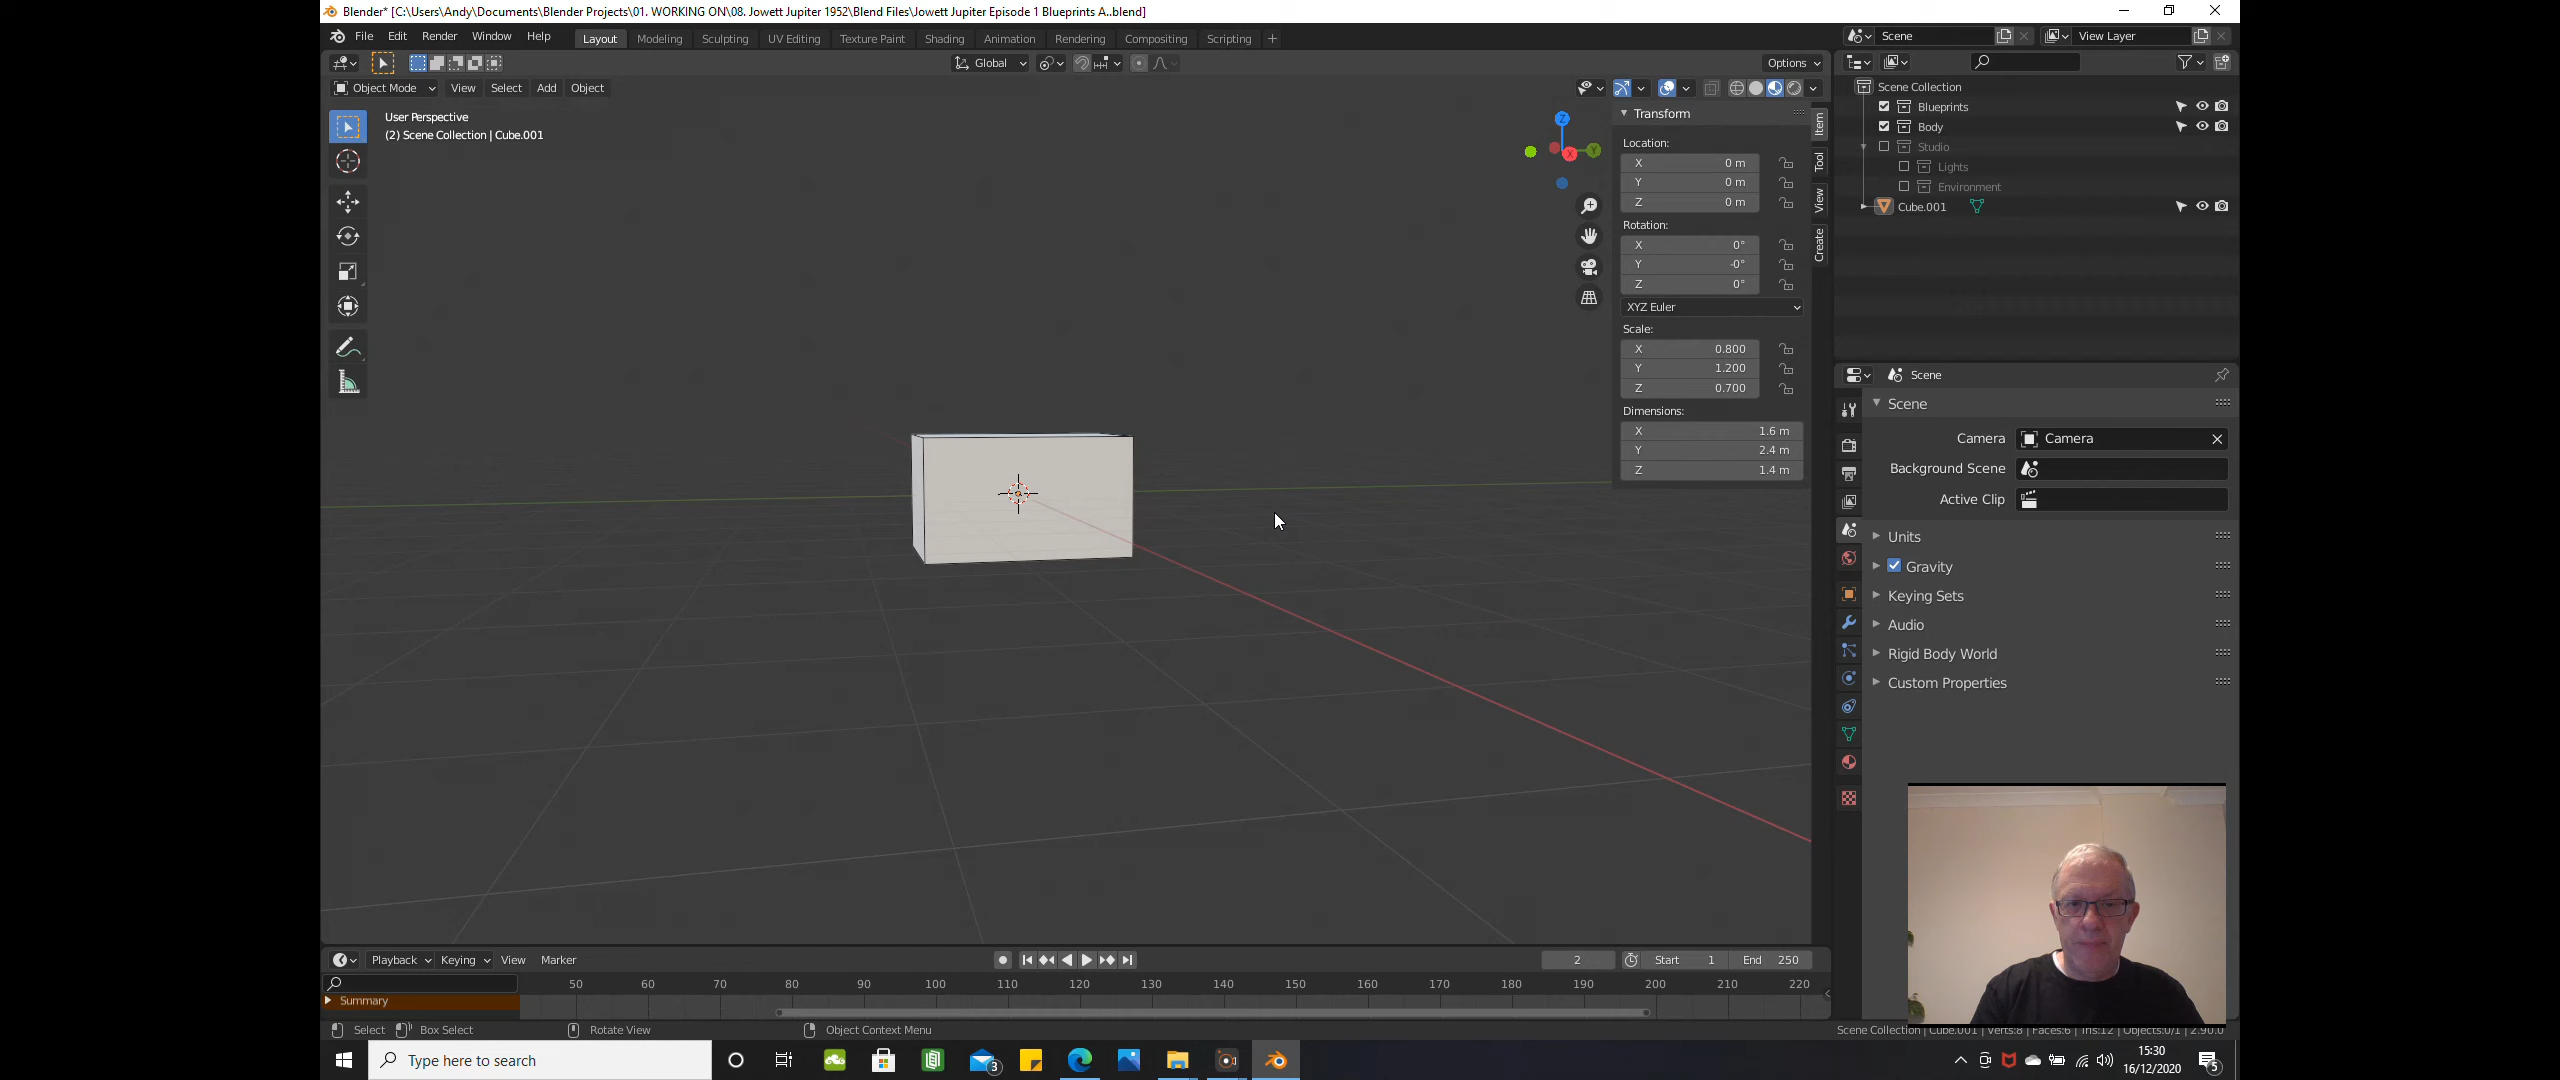 Blender* [C:\Users\Andy\Documents\Blender Projects\01. WORKING ON\08. Jowett Jupiter 1952\Blend Files\Jowett Jupiter Episode 1 Blueprints A..blend]
File Edit Render Window Help Layout Modeling Sculpting UV Editing Texture Paint Shading Animation Rendering Compositing Scripting + Scene View Layer
Global Options
Object Mode View Select Add Object
User Perspective
(2) Scene Collection | Cube.001
Z
Y
X
Transform
Location:
X 0 m
Y 0 m
Z 0 m
Rotation:
X 0°
Y -0°
Z 0°
XYZ Euler
Scale:
X 0.800
Y 1.200
Z 0.700
Dimensions:
X 1.6 m
Y 2.4 m
Z 1.4 m
Item
Tool
View
Create
Scene Collection
Blueprints
Body
Studio
Lights
Environment
Cube.001
Scene
Scene
Camera Camera
Background Scene
Active Clip
Units
Gravity
Keying Sets
Audio
Rigid Body World
Custom Properties
Playback Keying View Marker 2 Start 1 End 250
50 60 70 80 90 100 110 120 130 140 150 160 170 180 190 200 210 220
Summary
Select Box Select Rotate View Object Context Menu
Scene Collection | Cube.001 | Verts:8 | Faces:6 | Tris:12 | Objects:0/1 | 2.90.0
Type here to search
3
15:30
16/12/2020
5